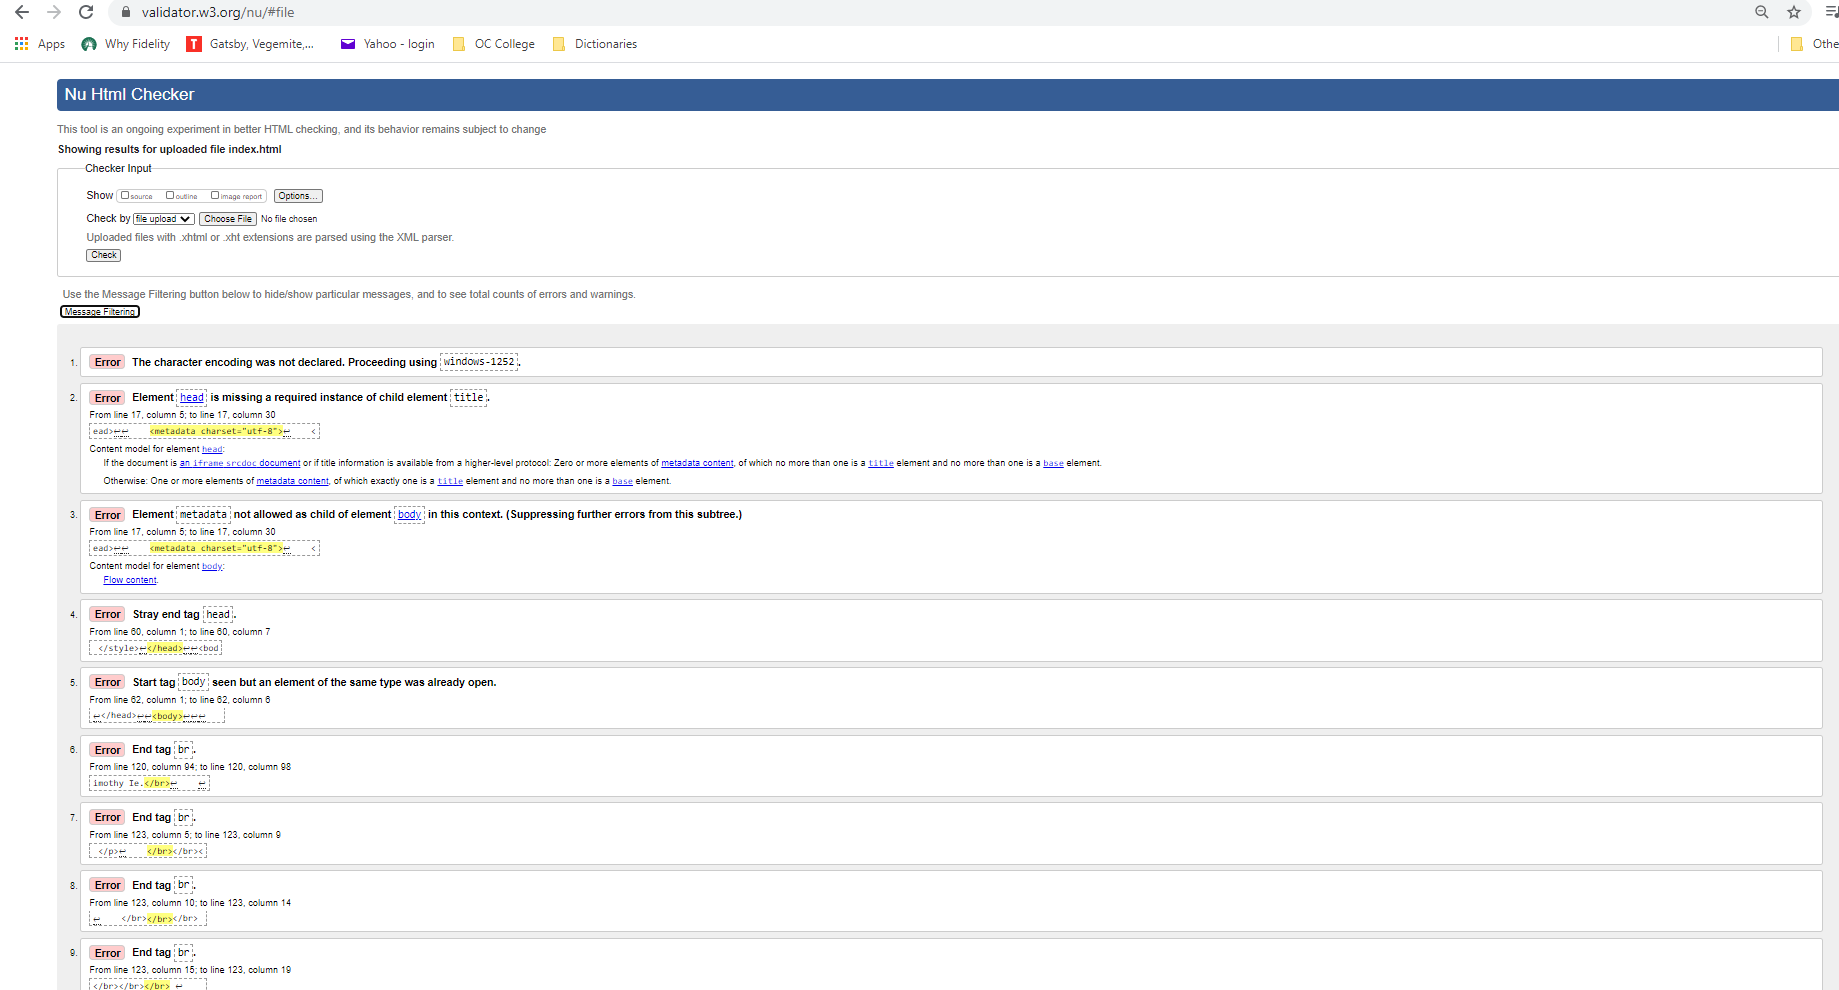 validator.w3.org/nu/#file
Apps Why Fidelity T Gatsby, Vegemite,... Yahoo - login OC College Dictionaries Othe
Nu Html Checker
This tool is an ongoing experiment in better HTML checking, and its behavior remains subject to change
Showing results for uploaded file index.html
Checker Input
Show source outline image report Options...
Check by file upload Choose File No file chosen
Uploaded files with .xhtml or .xht extensions are parsed using the XML parser.
Check
Use the Message Filtering button below to hide/show particular messages, and to see total counts of errors and warnings.
Message Filtering
1. Error The character encoding was not declared. Proceeding using windows-1252.
2. Error Element head is missing a required instance of child element title.
From line 17, column 5; to line 17, column 30
ead>↩↩ <metadata charset="utf-8">↩ <
Content model for element head:
If the document is an iframe srcdoc document or if title information is available from a higher-level protocol: Zero or more elements of metadata content, of which no more than one is a title element and no more than one is a base element.
Otherwise: One or more elements of metadata content, of which exactly one is a title element and no more than one is a base element.
3. Error Element metadata not allowed as child of element body in this context. (Suppressing further errors from this subtree.)
From line 17, column 5; to line 17, column 30
ead>↩↩ <metadata charset="utf-8">↩ <
Content model for element body:
Flow content.
4. Error Stray end tag head.
From line 60, column 1; to line 60, column 7
</style>↩</head>↩↩<bod
5. Error Start tag body seen but an element of the same type was already open.
From line 62, column 1; to line 62, column 6
↩</head>↩↩<body>↩↩↩
6. Error End tag br.
From line 120, column 94; to line 120, column 98
imothy Ie.</br>↩ ↩
7. Error End tag br.
From line 123, column 5; to line 123, column 9
</p>↩ </br></br><
8. Error End tag br.
From line 123, column 10; to line 123, column 14
↩ </br></br></br>
9. Error End tag br.
From line 123, column 15; to line 123, column 19
</br></br></br> ↩